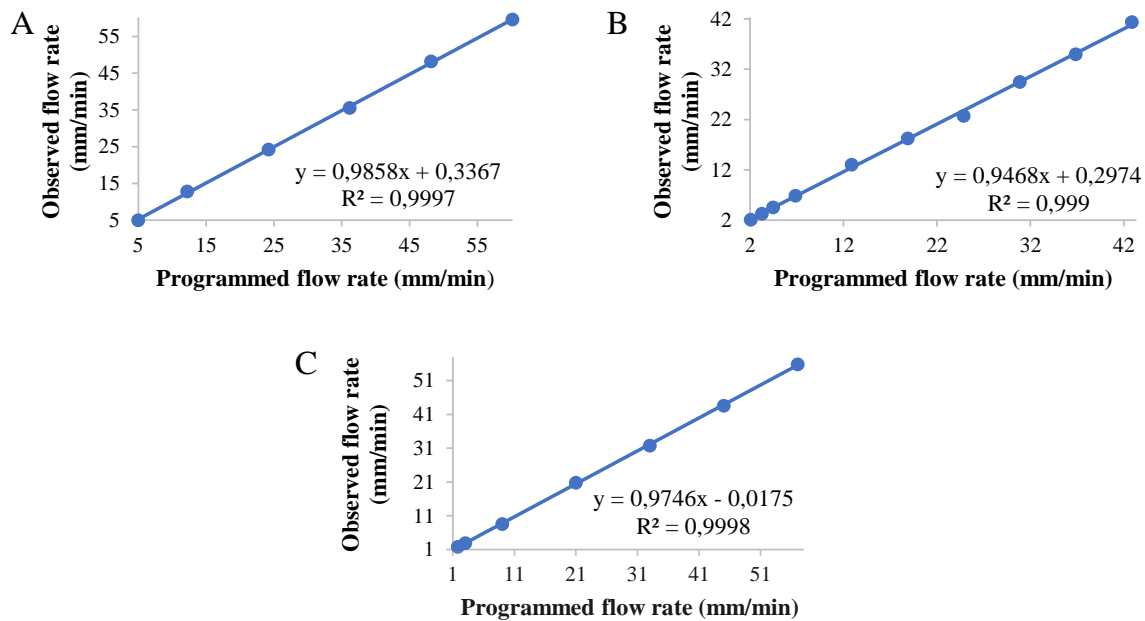 A
Observed flow rate
(mm/min)
55
45
35
25
15
5
y = 0,9858x + 0,3367
R² = 0,9997
5 15 25 35 45 55
Programmed flow rate (mm/min)
B
Observed flow rate
(mm/min)
42
32
22
12
2
y = 0,9468x + 0,2974
R² = 0,999
2 12 22 32 42
Programmed flow rate (mm/min)
C
Observed flow rate
(mm/min)
51
41
31
21
11
1
y = 0,9746x - 0,0175
R² = 0,9998
1 11 21 31 41 51
Programmed flow rate (mm/min)